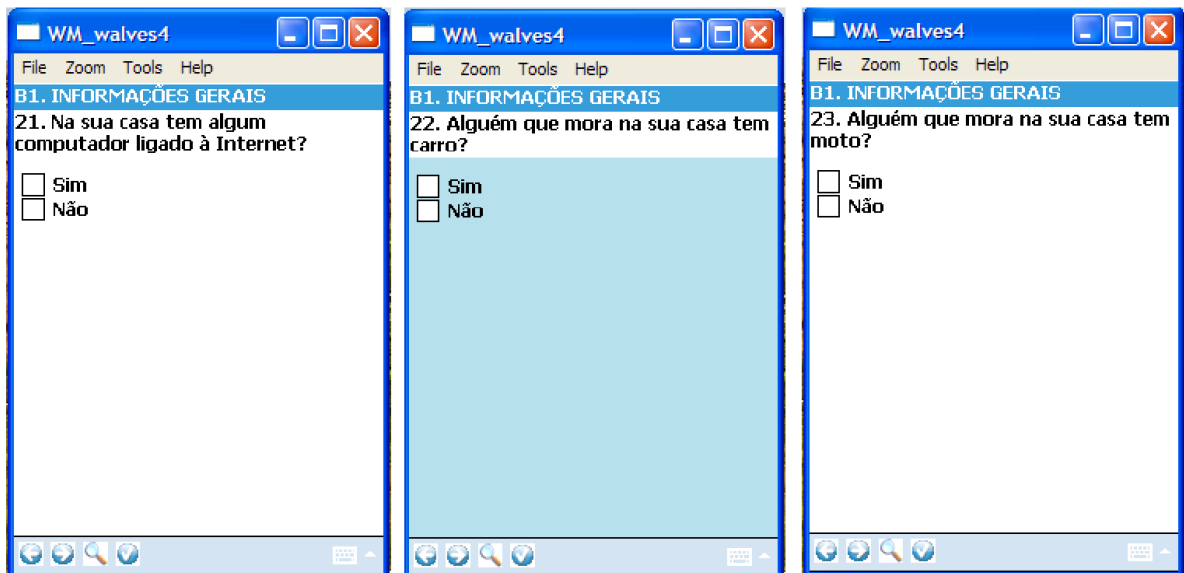 WM_walves4
File Zoom Tools Help
B1. INFORMAÇÕES GERAIS
21. Na sua casa tem algum
computador ligado à Internet?
Sim
Não
WM_walves4
File Zoom Tools Help
B1. INFORMAÇÕES GERAIS
22. Alguém que mora na sua casa tem
carro?
Sim
Não
WM_walves4
File Zoom Tools Help
B1. INFORMAÇÕES GERAIS
23. Alguém que mora na sua casa tem
moto?
Sim
Não